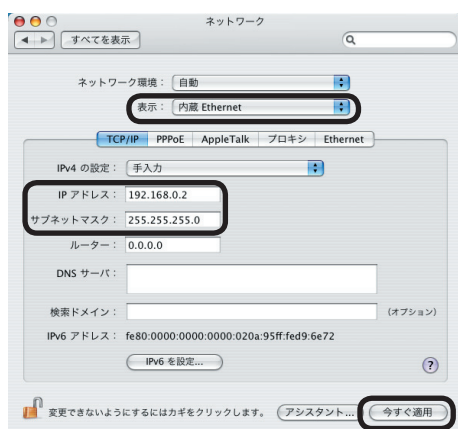 ネットワーク
すべてを表示
ネットワーク環境： 自動
表示： 内蔵 Ethernet
TCP/IP PPPoE AppleTalk プロキシ Ethernet
IPv4 の設定： 手入力
IP アドレス： 192.168.0.2
サブネットマスク： 255.255.255.0
ルーター： 0.0.0.0
DNS サーバ：
検索ドメイン： (オプション)
IPv6 アドレス： fe80:0000:0000:0000:020a:95ff:fed9:6e72
IPv6 を設定... ?
変更できないようにするにはカギをクリックします。 アシスタント... 今すぐ適用